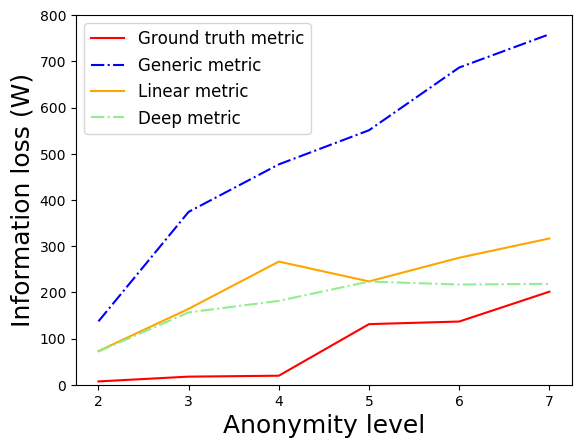 800
700
600
500
400
300
200
100
0
Information loss (W)
Ground truth metric
Generic metric
Linear metric
Deep metric
2 3 4 5 6 7
Anonymity level